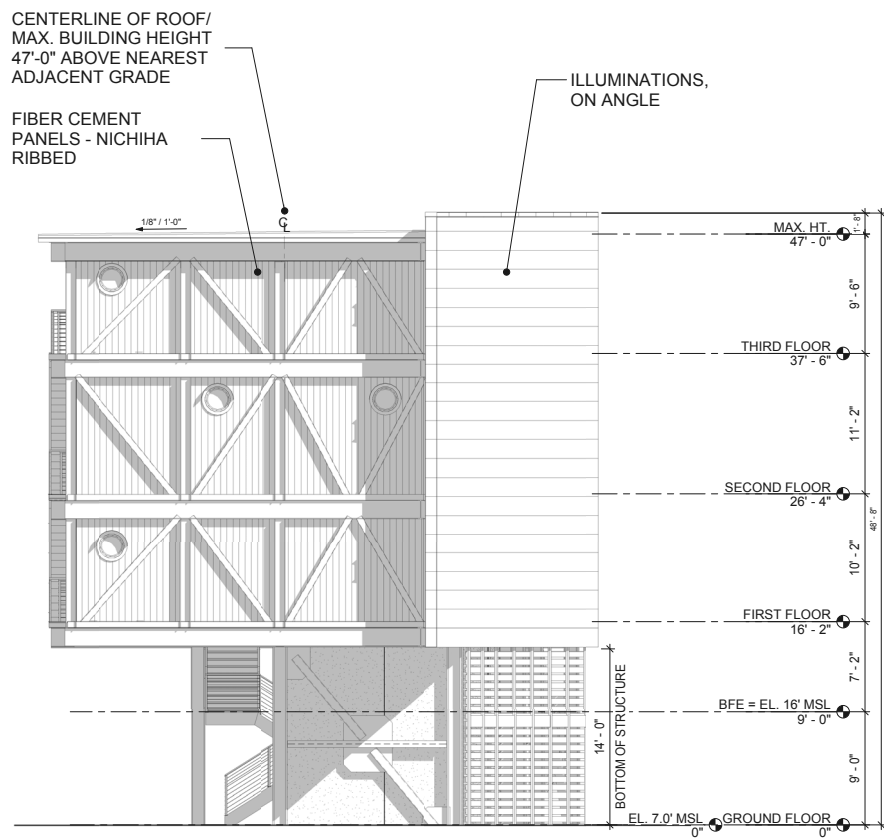 CENTERLINE OF ROOF/
MAX. BUILDING HEIGHT
47'-0" ABOVE NEAREST
ADJACENT GRADE
FIBER CEMENT
PANELS - NICHIHA
RIBBED
ILLUMINATIONS,
ON ANGLE
1/8" / 1'-0"
CL
MAX. HT.
47' - 0"
1' - 8"
9' - 6"
THIRD FLOOR
37' - 6"
11' - 2"
SECOND FLOOR
26' - 4"
48' - 8"
10' - 2"
FIRST FLOOR
16' - 2"
7' - 2"
BFE = EL. 16' MSL
9' - 0"
14' - 0"
BOTTOM OF STRUCTURE
9' - 0"
EL. 7.0' MSL
0"
GROUND FLOOR
0"